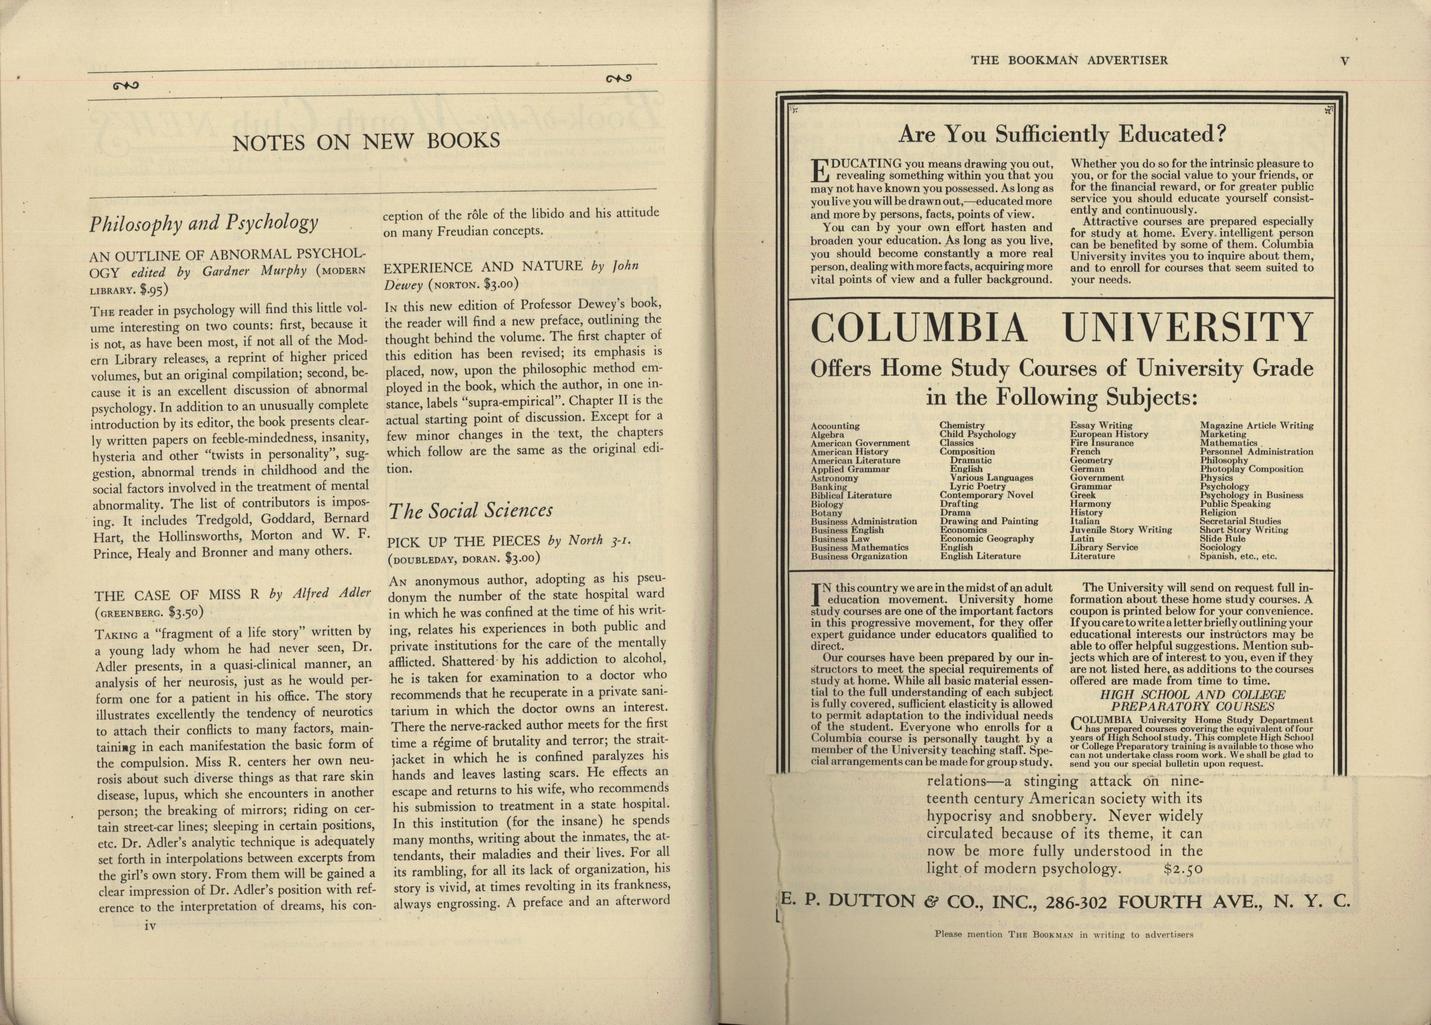 NOTES ON NEW BOOKS
Philosophy and Psychology
AN OUTLINE OF ABNORMAL PSYCHOL-
OGY edited by Gardner Murphy (MODERN
LIBRARY. $.95)
THE reader in psychology will find this little vol-
ume interesting on two counts: first, because it
is not, as have been most, if not all of the Mod-
ern Library releases, a reprint of higher priced
volumes, but an original compilation; second, be-
cause it is an excellent discussion of abnormal
psychology. In addition to an unusually complete
introduction by its editor, the book presents clear-
ly written papers on feeble-mindedness, insanity,
hysteria and other “twists in personality”, sug-
gestion, abnormal trends in childhood and the
social factors involved in the treatment of mental
abnormality. The list of contributors is impos-
ing. It includes Tredgold, Goddard, Bernard
Hart, the Hollinsworths, Morton and W. F.
Prince, Healy and Bronner and many others.
THE CASE OF MISS R by Alfred Adler
(GREENBERG. $3.50)
TAKING a “fragment of a life story” written by
a young lady whom he had never seen, Dr.
Adler presents, in a quasi-clinical manner, an
analysis of her neurosis, just as he would per-
form one for a patient in his office. The story
illustrates excellently the tendency of neurotics
to attach their conflicts to many factors, main-
taining in each manifestation the basic form of
the compulsion. Miss R. centers her own neu-
rosis about such diverse things as that rare skin
disease, lupus, which she encounters in another
person; the breaking of mirrors; riding on cer-
tain street-car lines; sleeping in certain positions,
etc. Dr. Adler’s analytic technique is adequately
set forth in interpolations between excerpts from
the girl’s own story. From them will be gained a
clear impression of Dr. Adler’s position with ref-
erence to the interpretation of dreams, his con-
iv
ception of the rôle of the libido and his attitude
on many Freudian concepts.
EXPERIENCE AND NATURE by John
Dewey (NORTON. $3.00)
IN this new edition of Professor Dewey’s book,
the reader will find a new preface, outlining the
thought behind the volume. The first chapter of
this edition has been revised; its emphasis is
placed, now, upon the philosophic method em-
ployed in the book, which the author, in one in-
stance, labels “supra-empirical”. Chapter II is the
actual starting point of discussion. Except for a
few minor changes in the text, the chapters
which follow are the same as the original edi-
tion.
The Social Sciences
PICK UP THE PIECES by North 3-1.
(DOUBLEDAY, DORAN. $3.00)
AN anonymous author, adopting as his pseu-
donym the number of the state hospital ward
in which he was confined at the time of his writ-
ing, relates his experiences in both public and
private institutions for the care of the mentally
afflicted. Shattered by his addiction to alcohol,
he is taken for examination to a doctor who
recommends that he recuperate in a private sani-
tarium in which the doctor owns an interest.
There the nerve-racked author meets for the first
time a régime of brutality and terror; the strait-
jacket in which he is confined paralyzes his
hands and leaves lasting scars. He effects an
escape and returns to his wife, who recommends
his submission to treatment in a state hospital.
In this institution (for the insane) he spends
many months, writing about the inmates, the at-
tendants, their maladies and their lives. For all
its rambling, for all its lack of organization, his
story is vivid, at times revolting in its frankness,
always engrossing. A preface and an afterword
THE BOOKMAN ADVERTISER V
Are You Sufficiently Educated?
EDUCATING you means drawing you out,
revealing something within you that you
may not have known you possessed. As long as
you live you will be drawn out,—educated more
and more by persons, facts, points of view.
You can by your own effort hasten and
broaden your education. As long as you live,
you should become constantly a more real
person, dealing with more facts, acquiring more
vital points of view and a fuller background.
Whether you do so for the intrinsic pleasure to
you, or for the social value to your friends, or
for the financial reward, or for greater public
service you should educate yourself consist-
ently and continuously.
Attractive courses are prepared especially
for study at home. Every intelligent person
can be benefited by some of them. Columbia
University invites you to inquire about them,
and to enroll for courses that seem suited to
your needs.
COLUMBIA UNIVERSITY
Offers Home Study Courses of University Grade
in the Following Subjects:
Accounting
Algebra
American Government
American History
American Literature
Applied Grammar
Astronomy
Banking
Biblical Literature
Biology
Botany
Business Administration
Business English
Business Law
Business Mathematics
Business Organization
Chemistry
Child Psychology
Classics
Composition
Dramatic
English
Various Languages
Lyric Poetry
Contemporary Novel
Drafting
Drama
Drawing and Painting
Economics
Economic Geography
English
English Literature
Essay Writing
European History
Fire Insurance
French
Geometry
German
Government
Grammar
Greek
Harmony
History
Italian
Juvenile Story Writing
Latin
Library Service
Literature
Magazine Article Writing
Marketing
Mathematics
Personnel Administration
Philosophy
Photoplay Composition
Physics
Psychology
Psychology in Business
Public Speaking
Religion
Secretarial Studies
Short Story Writing
Slide Rule
Sociology
Spanish, etc., etc.
IN this country we are in the midst of an adult
education movement. University home
study courses are one of the important factors
in this progressive movement, for they offer
expert guidance under educators qualified to
direct.
Our courses have been prepared by our in-
structors to meet the special requirements of
study at home. While all basic material essen-
tial to the full understanding of each subject
is fully covered, sufficient elasticity is allowed
to permit adaptation to the individual needs
of the student. Everyone who enrolls for a
Columbia course is personally taught by a
member of the University teaching staff. Spe-
cial arrangements can be made for group study.
The University will send on request full in-
formation about these home study courses. A
coupon is printed below for your convenience.
If you care to write a letter briefly outlining your
educational interests our instructors may be
able to offer helpful suggestions. Mention sub-
jects which are of interest to you, even if they
are not listed here, as additions to the courses
offered are made from time to time.
HIGH SCHOOL AND COLLEGE
PREPARATORY COURSES
COLUMBIA University Home Study Department
has prepared courses covering the equivalent of four
years of High School study. This complete High School
or College Preparatory training is available to those who
can not undertake class room work. We shall be glad to
send you our special bulletin upon request.
relations—a stinging attack on nine-
teenth century American society with its
hypocrisy and snobbery. Never widely
circulated because of its theme, it can
now be more fully understood in the
light of modern psychology. $2.50
E. P. DUTTON & CO., INC., 286-302 FOURTH AVE., N. Y. C.
Please mention THE BOOKMAN in writing to advertisers